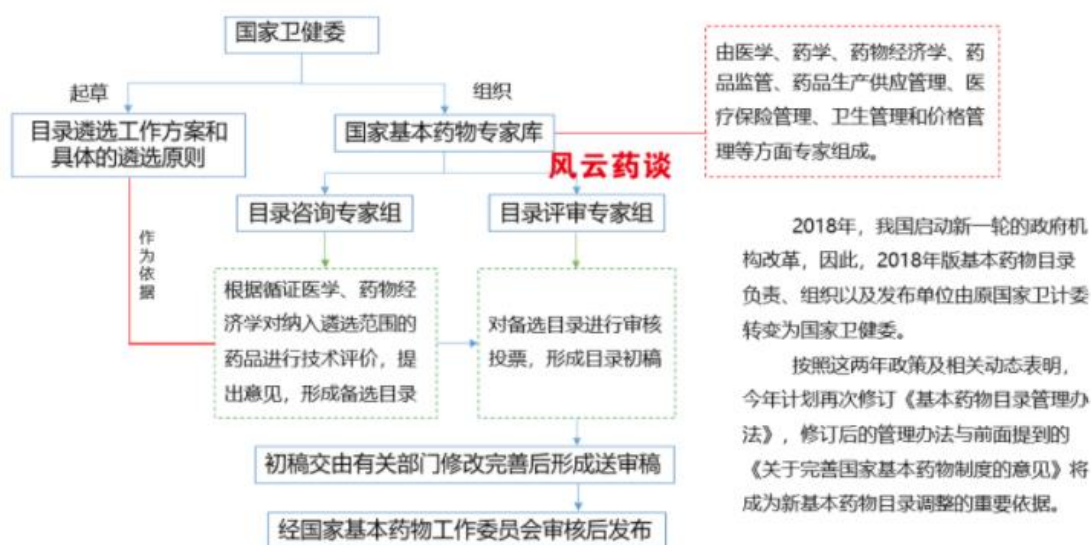 国家卫健委
起草
组织
目录遴选工作方案和
具体的遴选原则
国家基本药物专家库
由医学、药学、药物经济学、药
品监管、药品生产供应管理、医
疗保险管理、卫生管理和价格管
理等方面专家组成。
风云药谈
目录咨询专家组
目录评审专家组
作为依据
根据循证医学、药物经
济学对纳入遴选范围的
药品进行技术评价，提
出意见，形成备选目录
对备选目录进行审核
投票，形成目录初稿
初稿交由有关部门修改完善后形成送审稿
经国家基本药物工作委员会审核后发布
2018年，我国启动新一轮的政府机
构改革，因此，2018年版基本药物目录
负责、组织以及发布单位由原国家卫计委
转变为国家卫健委。
按照这两年政策及相关动态表明，
今年计划再次修订《基本药物目录管理办
法》，修订后的管理办法与前面提到的
《关于完善国家基本药物制度的意见》将
成为新基本药物目录调整的重要依据。